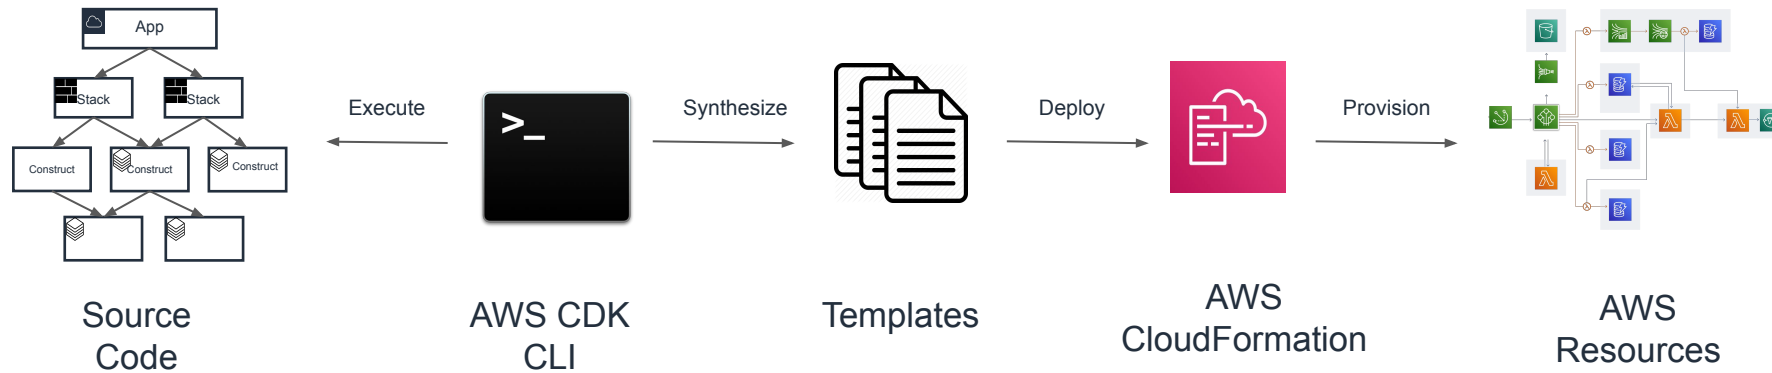 App
Stack
Stack
Construct
Construct
Construct
Source
Code
Execute
>_
AWS CDK
CLI
Synthesize
Templates
Deploy
AWS
CloudFormation
Provision
AWS
Resources